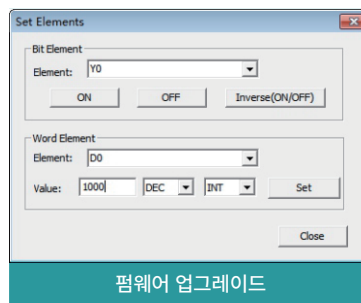 Set Elements
Bit Element
Element: Y0
ON OFF Inverse(ON/OFF)
Word Element
Element: D0
Value: 1000 DEC INT Set
Close
펌웨어 업그레이드